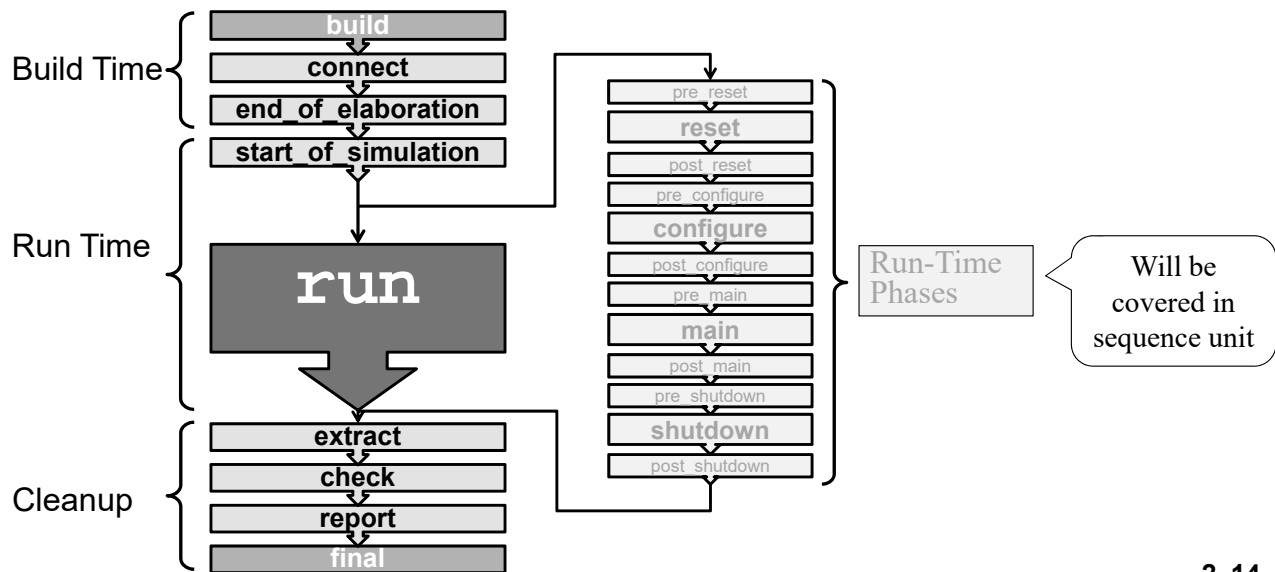 Build Time
build
connect
end_of_elaboration
Run Time
start_of_simulation
run
Cleanup
extract
check
report
final
pre_reset
reset
post_reset
pre_configure
configure
post_configure
pre_main
main
post_main
pre_shutdown
shutdown
post_shutdown
Run-Time
Phases
Will be
covered in
sequence unit